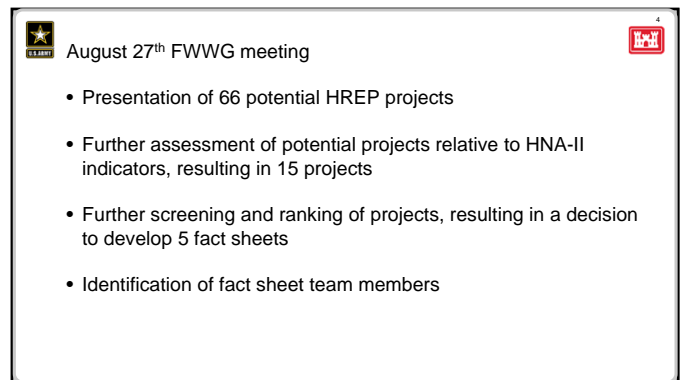 4
U.S.ARMY
August 27th FWWG meeting
• Presentation of 66 potential HREP projects
• Further assessment of potential projects relative to HNA-II
indicators, resulting in 15 projects
• Further screening and ranking of projects, resulting in a decision
to develop 5 fact sheets
• Identification of fact sheet team members